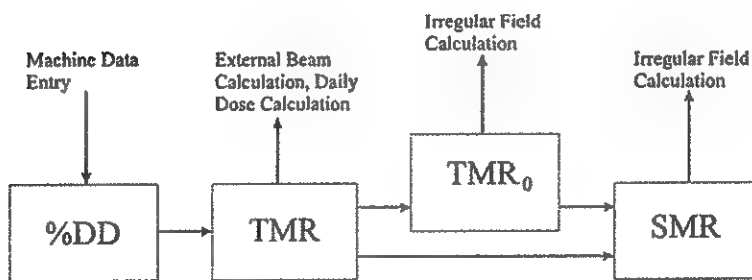 Irregular Field
Calculation
Machine Data
Entry
External Beam
Calculation, Daily
Dose Calculation
Irregular Field
Calculation
%DD
TMR
TMR₀
SMR